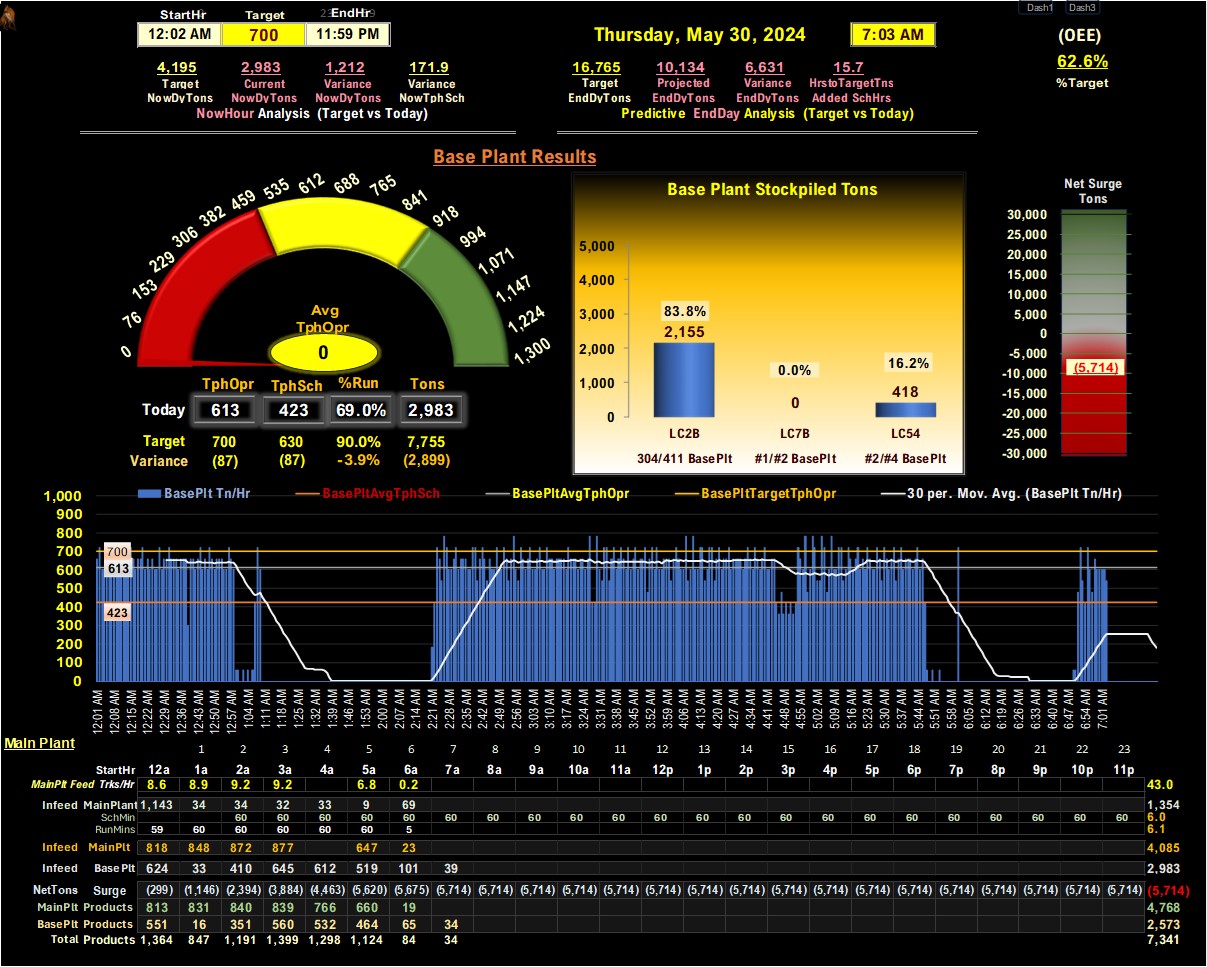 StartHr Target EndHr
12:02 AM 700 11:59 PM
Thursday, May 30, 2024 7:03 AM
Dash1 Dash3
(OEE)
62.6%
%Target
4,195 2,983 1,212 171.9
Target Current Variance Variance
NowDyTons NowDyTons NowDyTons NowTphSch
NowHour Analysis (Target vs Today)
16,765 10,134 6,631 15.7
Target Projected Variance HrstoTargetTns
EndDyTons EndDyTons EndDyTons Added SchHrs
Predictive EndDay Analysis (Target vs Today)
Base Plant Results
0 76 153 229 306 382 459 535 612 688 765 841 918 994 1,071 1,147 1,224 1,300
Avg
TphOpr
0
TphOpr TphSch %Run Tons
Today 613 423 69.0% 2,983
Target 700 630 90.0% 7,755
Variance (87) (87) -3.9% (2,899)
Base Plant Stockpiled Tons
5,000
4,000
3,000
2,000
1,000
0
83.8%
2,155
0.0%
0
16.2%
418
LC2B LC7B LC54
304/411 BasePlt #1/#2 BasePlt #2/#4 BasePlt
Net Surge
Tons
30,000
25,000
20,000
15,000
10,000
5,000
0
-5,000
(5,714)
-10,000
-15,000
-20,000
-25,000
-30,000
BasePlt Tn/Hr BasePltAvgTphSch BasePltAvgTphOpr BasePltTargetTphOpr 30 per. Mov. Avg. (BasePlt Tn/Hr)
1,000
900
800
700
600
500
400
300
200
100
0
700
613
423
12:01 AM 12:08 AM 12:15 AM 12:22 AM 12:29 AM 12:36 AM 12:43 AM 12:50 AM 12:57 AM 1:04 AM 1:11 AM 1:18 AM 1:25 AM 1:32 AM 1:39 AM 1:46 AM 1:53 AM 2:00 AM 2:07 AM 2:14 AM 2:21 AM 2:28 AM 2:35 AM 2:42 AM 2:49 AM 2:56 AM 3:03 AM 3:10 AM 3:17 AM 3:24 AM 3:31 AM 3:38 AM 3:45 AM 3:52 AM 3:59 AM 4:06 AM 4:13 AM 4:20 AM 4:27 AM 4:34 AM 4:41 AM 4:48 AM 4:55 AM 5:02 AM 5:09 AM 5:16 AM 5:23 AM 5:30 AM 5:37 AM 5:44 AM 5:51 AM 5:58 AM 6:05 AM 6:12 AM 6:19 AM 6:26 AM 6:33 AM 6:40 AM 6:47 AM 6:54 AM 7:01 AM
Main Plant
1 2 3 4 5 6 7 8 9 10 11 12 13 14 15 16 17 18 19 20 21 22 23
StartHr 12a 1a 2a 3a 4a 5a 6a 7a 8a 9a 10a 11a 12p 1p 2p 3p 4p 5p 6p 7p 8p 9p 10p 11p
MainPlt Feed Trks/Hr 8.6 8.9 9.2 9.2 6.8 0.2 43.0
Infeed MainPlant 1,143 34 34 32 33 9 69 1,354
SchMin 60 60 60 60 60 60 60 60 60 60 60 60 60 60 60 60 60 60 60 60 60 60 6.0
RunMins 59 60 60 60 60 60 5 6.1
Infeed MainPlt 818 848 872 877 647 23 4,085
Infeed Base Plt 624 33 410 645 612 519 101 39 2,983
NetTons Surge (299) (1,146) (2,394) (3,884) (4,463) (5,620) (5,675) (5,714) (5,714) (5,714) (5,714) (5,714) (5,714) (5,714) (5,714) (5,714) (5,714) (5,714) (5,714) (5,714) (5,714) (5,714) (5,714) (5,714) (5,714)
MainPlt Products 813 831 840 839 766 660 19 4,768
BasePlt Products 551 16 351 560 532 464 65 34 2,573
Total Products 1,364 847 1,191 1,399 1,298 1,124 84 34 7,341